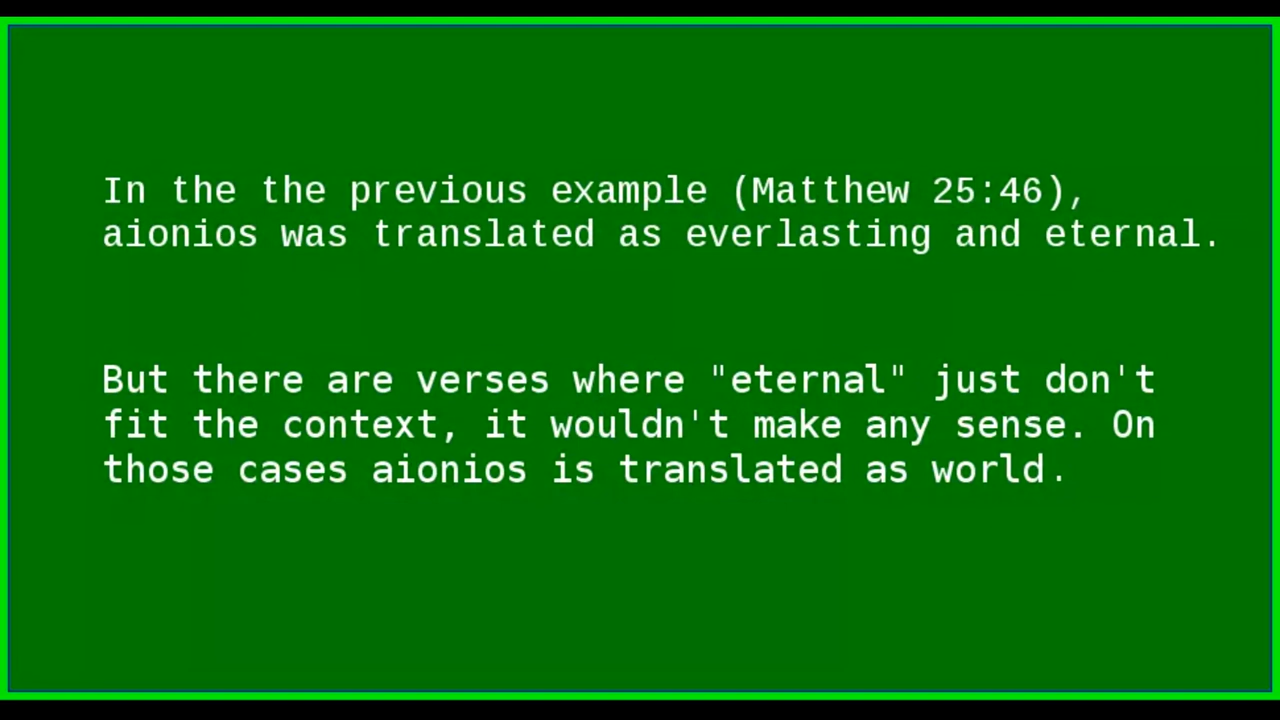 In the the previous example (Matthew 25:46),
aionios was translated as everlasting and eternal.
But there are verses where "eternal" just don't
fit the context, it wouldn't make any sense. On
those cases aionios is translated as world.